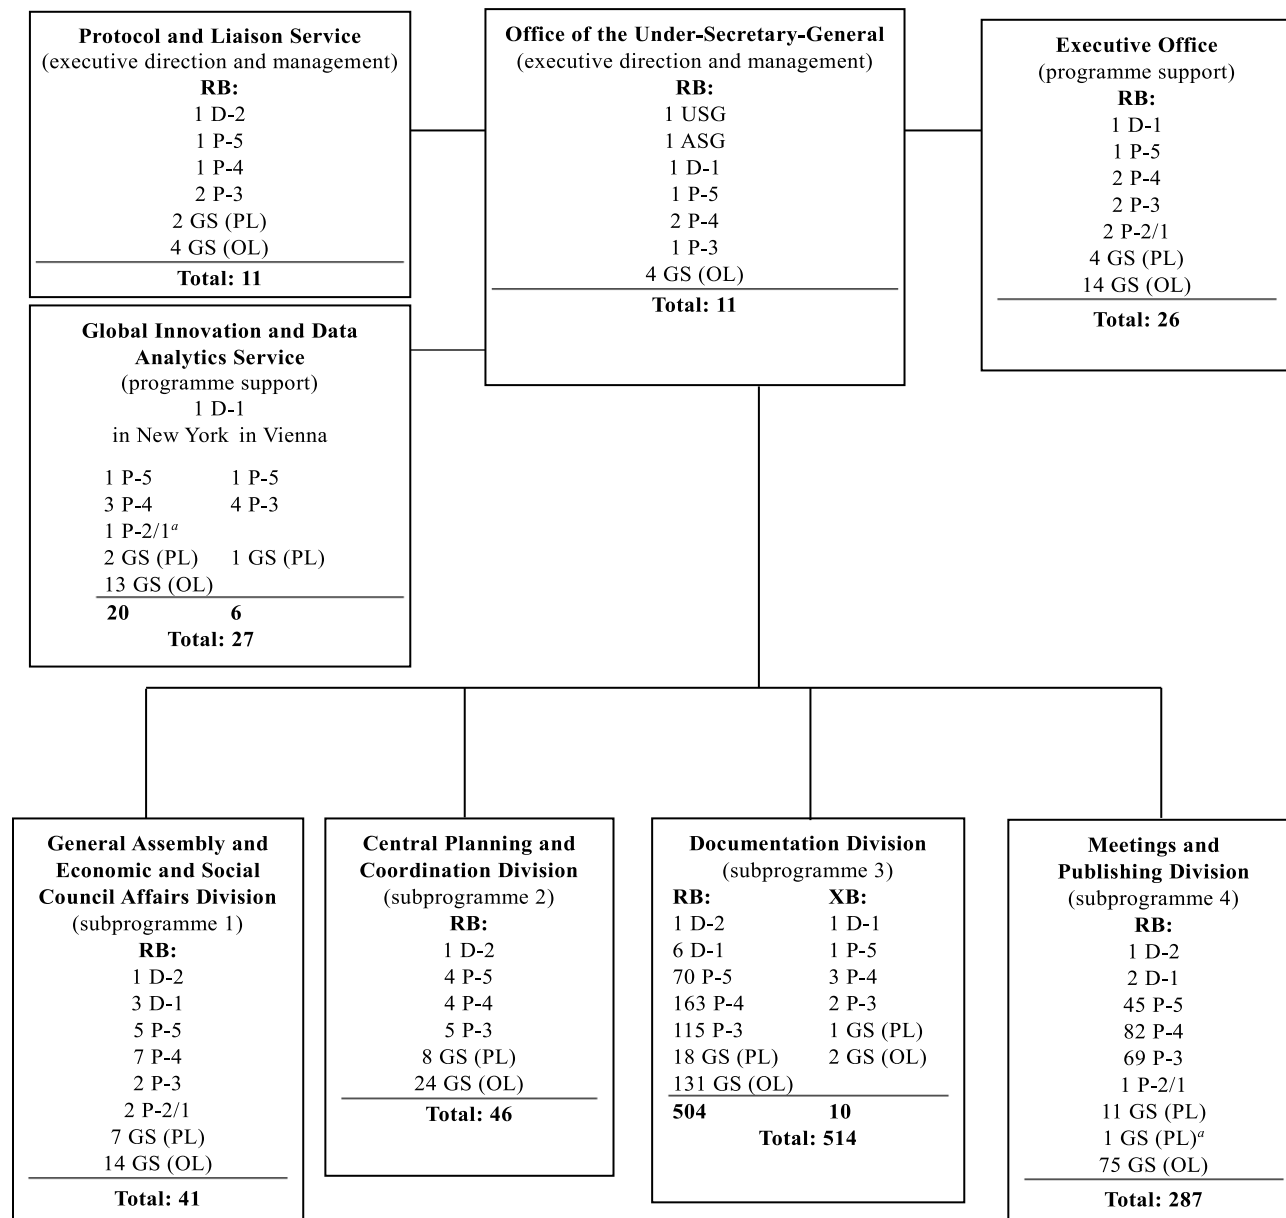 Protocol and Liaison Service
(executive direction and management)
RB:
1 D-2
1 P-5
1 P-4
2 P-3
2 GS (PL)
4 GS (OL)
Total: 11
Office of the Under-Secretary-General
(executive direction and management)
RB:
1 USG
1 ASG
1 D-1
1 P-5
2 P-4
1 P-3
4 GS (OL)
Total: 11
Executive Office
(programme support)
RB:
1 D-1
1 P-5
2 P-4
2 P-3
2 P-2/1
4 GS (PL)
14 GS (OL)
Total: 26
Global Innovation and Data
Analytics Service
(programme support)
1 D-1
in New York in Vienna
1 P-5 1 P-5
3 P-4 4 P-3
1 P-2/1a
2 GS (PL) 1 GS (PL)
13 GS (OL)
20 6
Total: 27
General Assembly and
Economic and Social
Council Affairs Division
(subprogramme 1)
RB:
1 D-2
3 D-1
5 P-5
7 P-4
2 P-3
2 P-2/1
7 GS (PL)
14 GS (OL)
Total: 41
Central Planning and
Coordination Division
(subprogramme 2)
RB:
1 D-2
4 P-5
4 P-4
5 P-3
8 GS (PL)
24 GS (OL)
Total: 46
Documentation Division
(subprogramme 3)
RB: XB:
1 D-2 1 D-1
6 D-1 1 P-5
70 P-5 3 P-4
163 P-4 2 P-3
115 P-3 1 GS (PL)
18 GS (PL) 2 GS (OL)
131 GS (OL)
504 10
Total: 514
Meetings and
Publishing Division
(subprogramme 4)
RB:
1 D-2
2 D-1
45 P-5
82 P-4
69 P-3
1 P-2/1
11 GS (PL)
1 GS (PL)a
75 GS (OL)
Total: 287